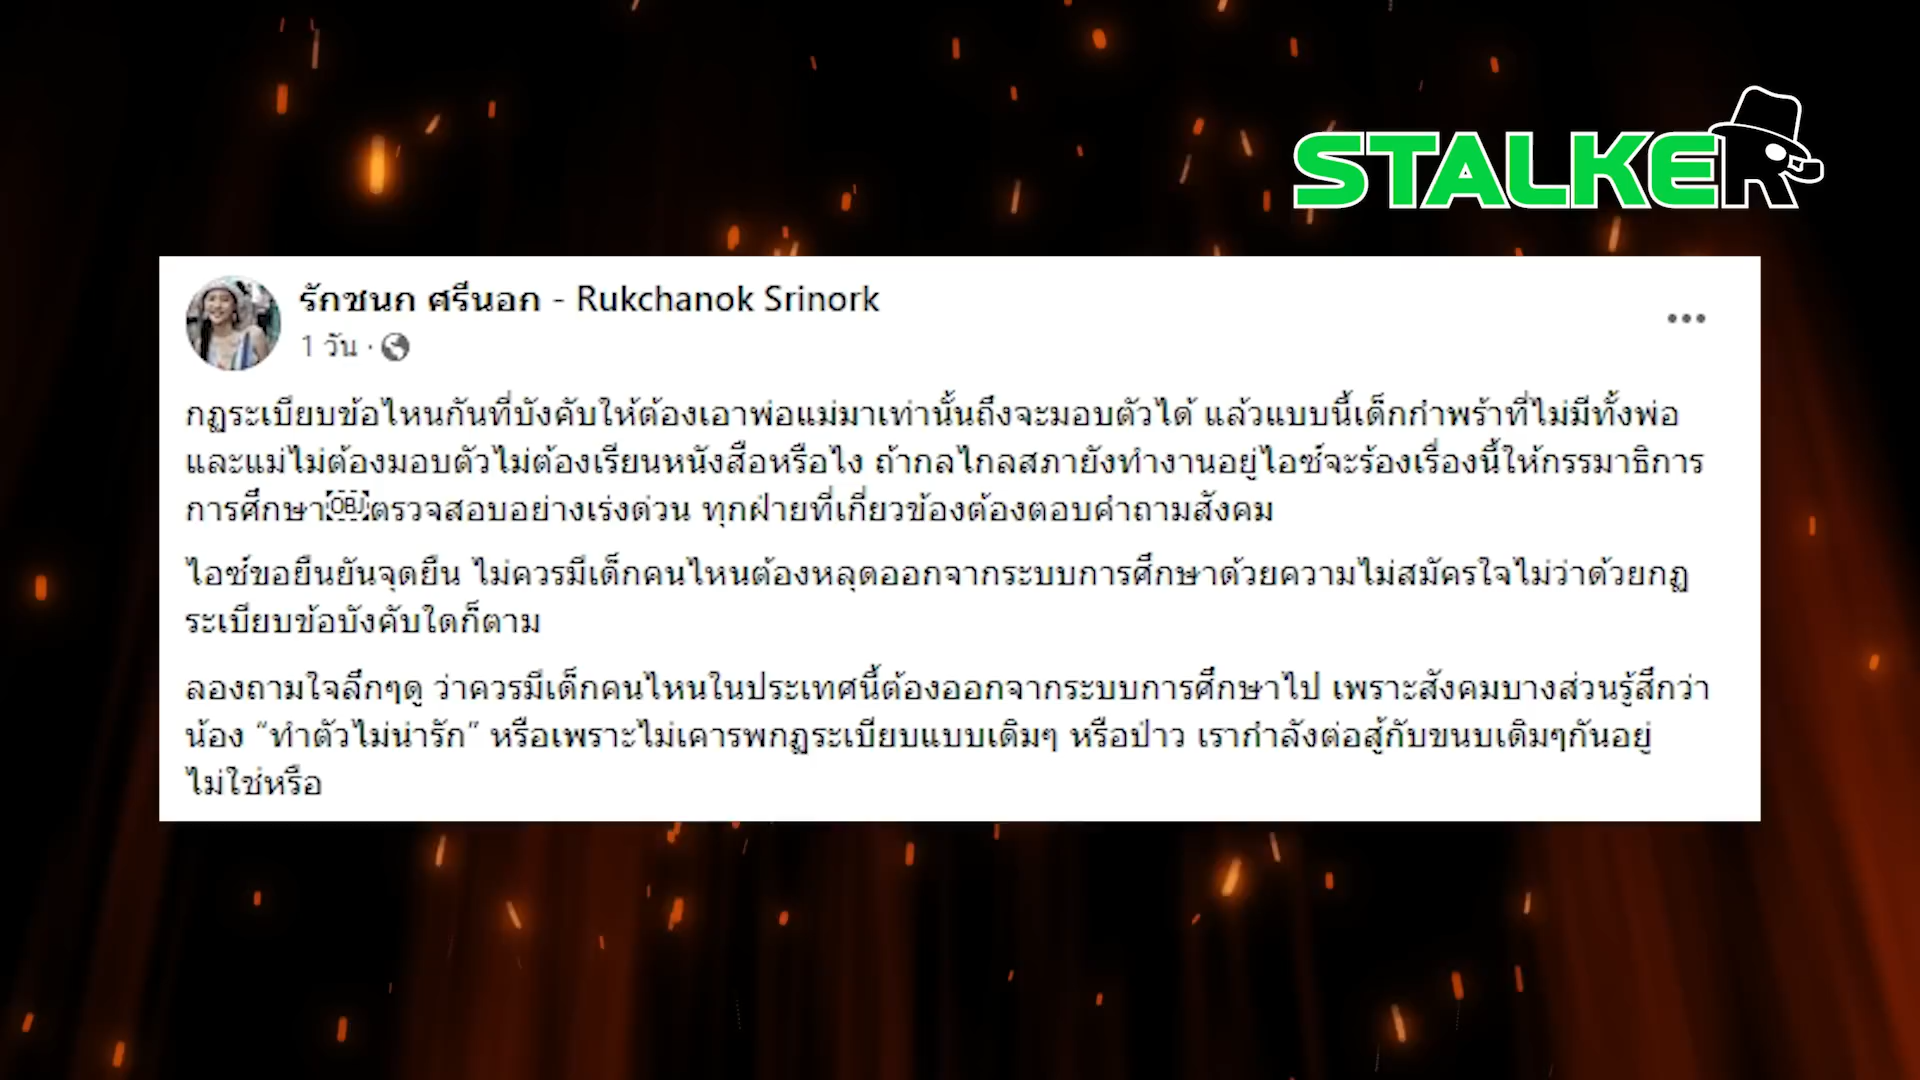 STALKER
รักชนก ศรีนอก - Rukchanok Srinork
1 วัน ·
กฎระเบียบข้อไหนกันที่บังคับให้ต้องเอาพ่อแม่มาเท่านั้นถึงจะมอบตัวได้ แล้วแบบนี้เด็กกำพร้าที่ไม่มีทั้งพ่อ
และแม่ไม่ต้องมอบตัวไม่ต้องเรียนหนังสือหรือไง ถ้ากลไกลสภายังทำงานอยู่ไอซ์จะร้องเรื่องนี้ให้กรรมาธิการ
การศึกษาOBJตรวจสอบอย่างเร่งด่วน ทุกฝ่ายที่เกี่ยวข้องต้องตอบคำถามสังคม
ไอซ์ขอยืนยันจุดยืน ไม่ควรมีเด็กคนไหนต้องหลุดออกจากระบบการศึกษาด้วยความไม่สมัครใจไม่ว่าด้วยกฎ
ระเบียบข้อบังคับใดก็ตาม
ลองถามใจลึกๆดู ว่าควรมีเด็กคนไหนในประเทศนี้ต้องออกจากระบบการศึกษาไป เพราะสังคมบางส่วนรู้สึกว่า
น้อง “ทำตัวไม่น่ารัก” หรือเพราะไม่เคารพกฎระเบียบแบบเดิมๆ หรือป่าว เรากำลังต่อสู้กับขนบเดิมๆกันอยู่
ไม่ใช่หรือ